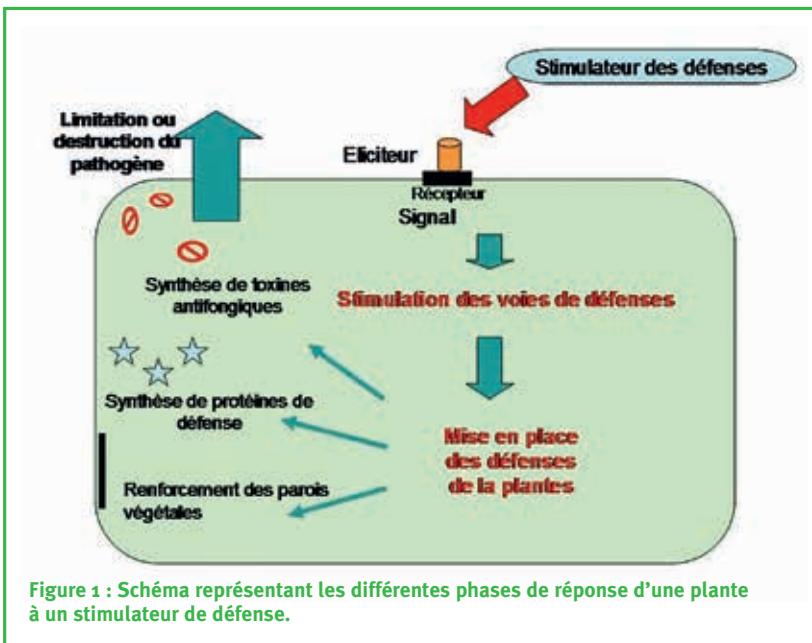 Stimulateur des défenses
Limitation ou
destruction du
pathogène
Eliciteur
Récepteur
Signal
Synthèse de toxines
antifongiques
Stimulation des voies de défenses
Synthèse de protéines de
défense
Mise en place
des défenses
de la plantes
Renforcement des parois
végétales
Figure 1 : Schéma représentant les différentes phases de réponse d'une plante
à un stimulateur de défense.